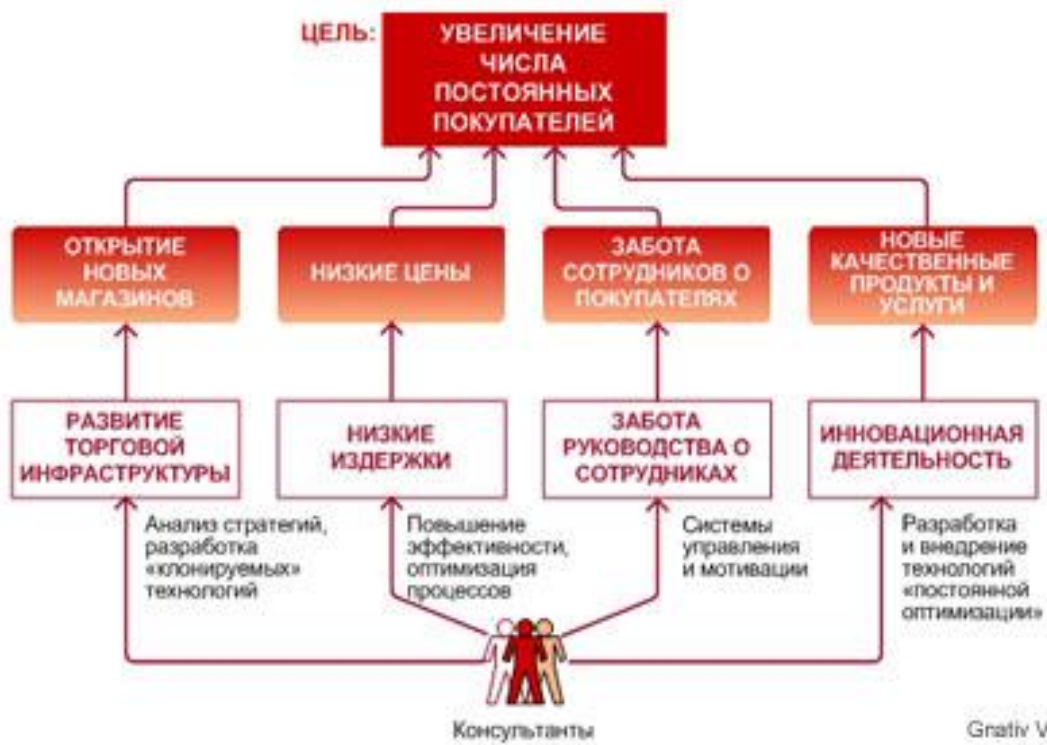 ЦЕЛЬ:
УВЕЛИЧЕНИЕ
ЧИСЛА
ПОСТОЯННЫХ
ПОКУПАТЕЛЕЙ
ОТКРЫТИЕ
НОВЫХ
МАГАЗИНОВ
НИЗКИЕ ЦЕНЫ
ЗАБОТА
СОТРУДНИКОВ О
ПОКУПАТЕЛЯХ
НОВЫЕ
КАЧЕСТВЕННЫЕ
ПРОДУКТЫ И
УСЛУГИ
РАЗВИТИЕ
ТОРГОВОЙ
ИНФРАСТРУКТУРЫ
НИЗКИЕ
ИЗДЕРЖКИ
ЗАБОТА
РУКОВОДСТВА О
СОТРУДНИКАХ
ИННОВАЦИОННАЯ
ДЕЯТЕЛЬНОСТЬ
Анализ стратегий,
разработка
«клонируемых»
технологий
Повышение
эффективности,
оптимизация
процессов
Системы
управления
и мотивации
Разработка
и внедрение
технологий
«постоянной
оптимизации»
Консультанты
Gnativ V